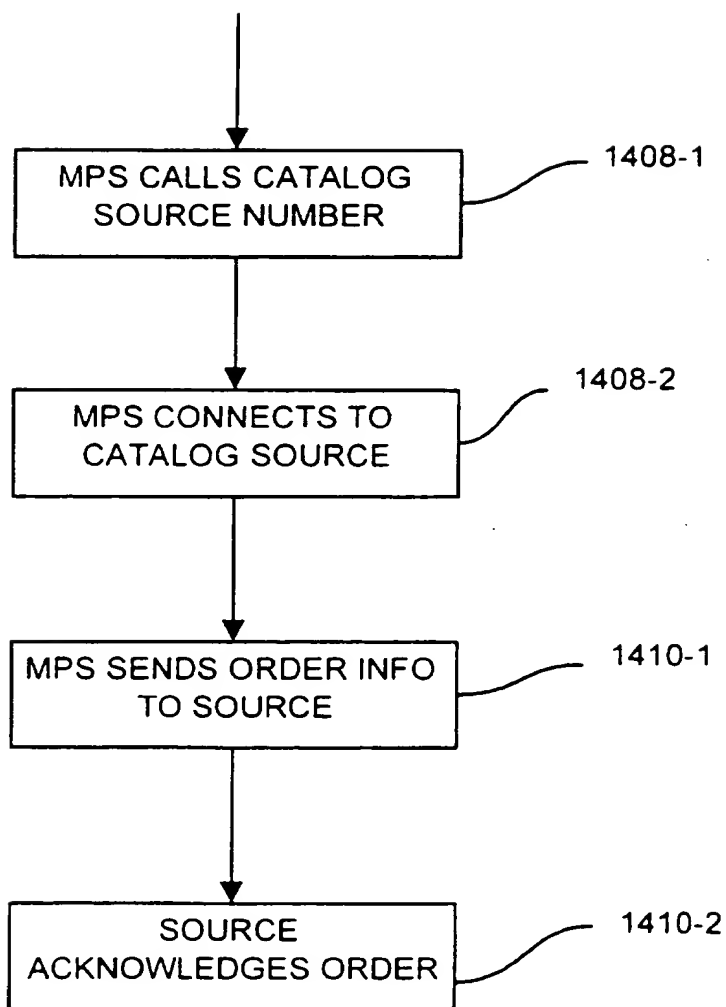 MPS CALLS CATALOG
SOURCE NUMBER
1408-1
MPS CONNECTS TO
CATALOG SOURCE
1408-2
MPS SENDS ORDER INFO
TO SOURCE
1410-1
SOURCE
ACKNOWLEDGES ORDER
1410-2